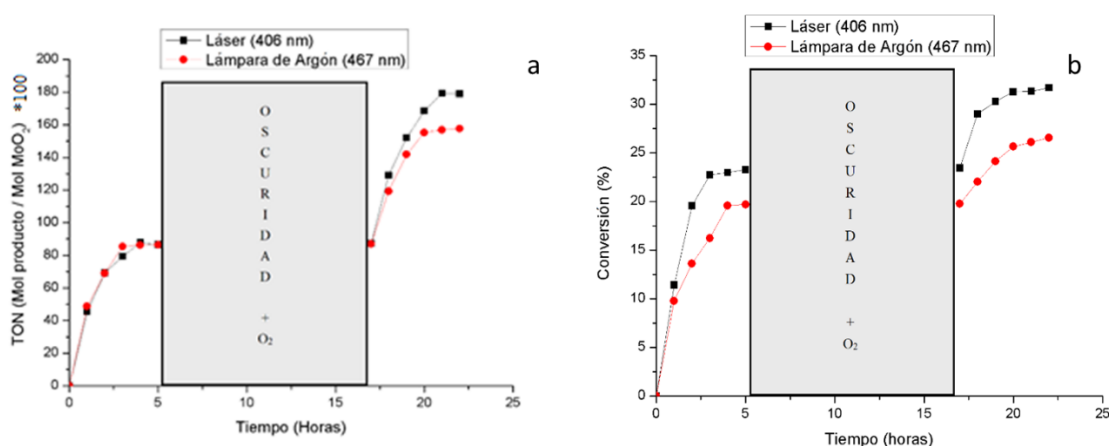 Láser (406 nm)
Lámpara de Argón (467 nm)
a
TON (Mol producto / Mol MoO₂) *100
200
180
160
140
120
100
80
60
40
20
0
O
S
C
U
R
I
D
A
D
+
O₂
0
5
10
15
20
25
Tiempo (Horas)
Láser (406 nm)
Lámpara de Argón (467 nm)
b
Conversión (%)
35
30
25
20
15
10
5
0
O
S
C
U
R
I
D
A
D
+
O₂
0
5
10
15
20
25
Tiempo (horas)